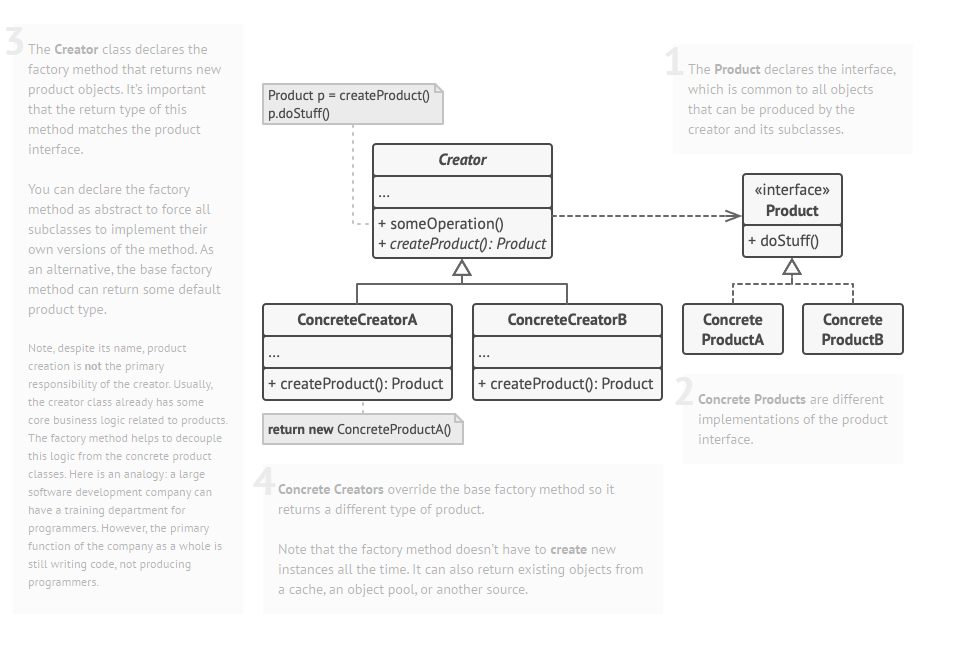 3
The Creator class declares the
factory method that returns new
product objects. It's important
that the return type of this
method matches the product
interface.
You can declare the factory
method as abstract to force all
subclasses to implement their
own versions of the method. As
an alternative, the base factory
method can return some default
product type.
Note, despite its name, product
creation is not the primary
responsibility of the creator. Usually,
the creator class already has some
core business logic related to products.
The factory method helps to decouple
this logic from the concrete product
classes. Here is an analogy: a large
software development company can
have a training department for
programmers. However, the primary
function of the company as a whole is
still writing code, not producing
programmers.
Product p = createProduct()
p.doStuff()
Creator
...
+ someOperation()
+ createProduct(): Product
ConcreteCreatorA
...
+ createProduct(): Product
return new ConcreteProductA()
ConcreteCreatorB
...
+ createProduct(): Product
1
The Product declares the interface,
which is common to all objects
that can be produced by the
creator and its subclasses.
«interface»
Product
+ doStuff()
Concrete
ProductA
Concrete
ProductB
2
Concrete Products are different
implementations of the product
interface.
4
Concrete Creators override the base factory method so it
returns a different type of product.
Note that the factory method doesn't have to create new
instances all the time. It can also return existing objects from
a cache, an object pool, or another source.